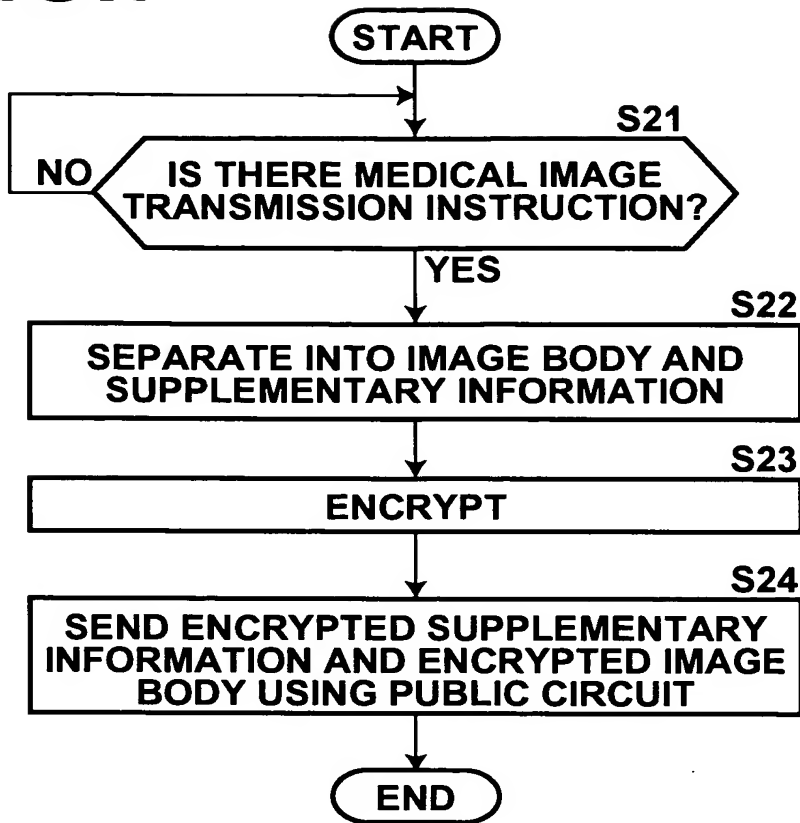 START
S21
NO
IS THERE MEDICAL IMAGE
TRANSMISSION INSTRUCTION?
YES
S22
SEPARATE INTO IMAGE BODY AND
SUPPLEMENTARY INFORMATION
S23
ENCRYPT
S24
SEND ENCRYPTED SUPPLEMENTARY
INFORMATION AND ENCRYPTED IMAGE
BODY USING PUBLIC CIRCUIT
END